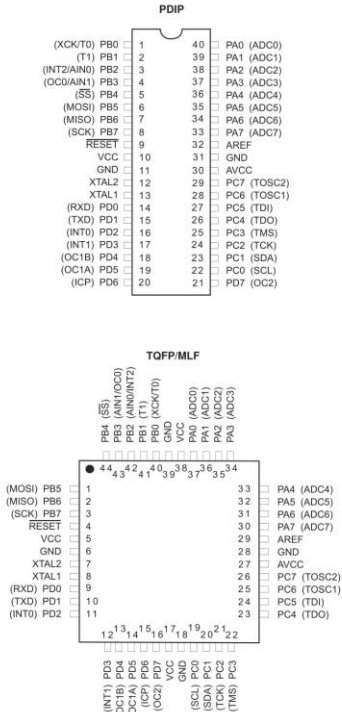 PDIP
(XCK/T0) PB0 1 40 PA0 (ADC0)
(T1) PB1 2 39 PA1 (ADC1)
(INT2/AIN0) PB2 3 38 PA2 (ADC2)
(OC0/AIN1) PB3 4 37 PA3 (ADC3)
(SS) PB4 5 36 PA4 (ADC4)
(MOSI) PB5 6 35 PA5 (ADC5)
(MISO) PB6 7 34 PA6 (ADC6)
(SCK) PB7 8 33 PA7 (ADC7)
RESET 9 32 AREF
VCC 10 31 GND
GND 11 30 AVCC
XTAL2 12 29 PC7 (TOSC2)
XTAL1 13 28 PC6 (TOSC1)
(RXD) PD0 14 27 PC5 (TDI)
(TXD) PD1 15 26 PC4 (TDO)
(INT0) PD2 16 25 PC3 (TMS)
(INT1) PD3 17 24 PC2 (TCK)
(OC1B) PD4 18 23 PC1 (SDA)
(OC1A) PD5 19 22 PC0 (SCL)
(ICP) PD6 20 21 PD7 (OC2)
TQFP/MLF
PB4 (SS)
PB3 (AIN1/OC0)
PB2 (AIN0/INT2)
PB1 (T1)
PB0 (XCK/T0)
GND
VCC
PA0 (ADC0)
PA1 (ADC1)
PA2 (ADC2)
PA3 (ADC3)
44 43 42 41 40 39 38 37 36 35 34
(MOSI) PB5 1 33 PA4 (ADC4)
(MISO) PB6 2 32 PA5 (ADC5)
(SCK) PB7 3 31 PA6 (ADC6)
RESET 4 30 PA7 (ADC7)
VCC 5 29 AREF
GND 6 28 GND
XTAL2 7 27 AVCC
XTAL1 8 26 PC7 (TOSC2)
(RXD) PD0 9 25 PC6 (TOSC1)
(TXD) PD1 10 24 PC5 (TDI)
(INT0) PD2 11 23 PC4 (TDO)
12 13 14 15 16 17 18 19 20 21 22
(INT1) PD3
OC1B) PD4
OC1A) PD5
(ICP) PD6
(OC2) PD7
VCC
GND
(SCL) PC0
(SDA) PC1
(TCK) PC2
(TMS) PC3